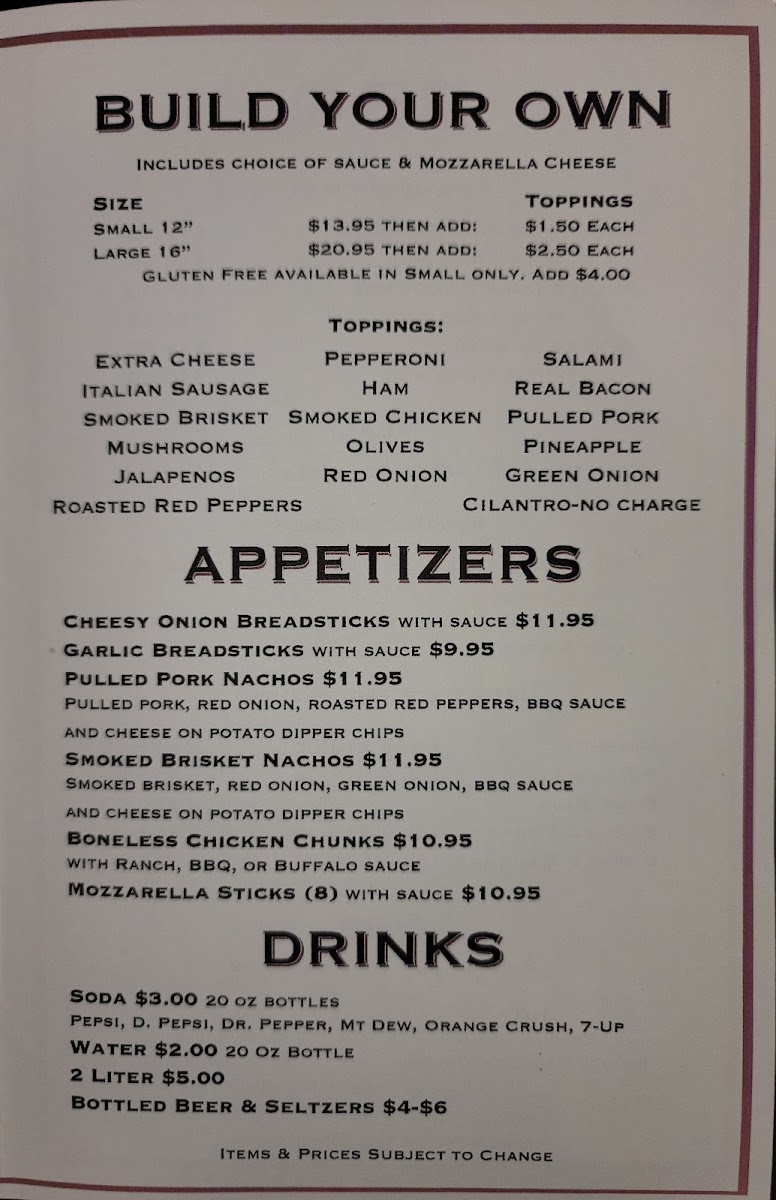 BUILD YOUR OWN
INCLUDES CHOICE OF SAUCE & MOZZARELLA CHEESE
SIZE TOPPINGS
SMALL 12” $13.95 THEN ADD: $1.50 EACH
LARGE 16” $20.95 THEN ADD: $2.50 EACH
GLUTEN FREE AVAILABLE IN SMALL ONLY. ADD $4.00
TOPPINGS:
EXTRA CHEESE PEPPERONI SALAMI
ITALIAN SAUSAGE HAM REAL BACON
SMOKED BRISKET SMOKED CHICKEN PULLED PORK
MUSHROOMS OLIVES PINEAPPLE
JALAPENOS RED ONION GREEN ONION
ROASTED RED PEPPERS CILANTRO-NO CHARGE
APPETIZERS
CHEESY ONION BREADSTICKS WITH SAUCE $11.95
GARLIC BREADSTICKS WITH SAUCE $9.95
PULLED PORK NACHOS $11.95
PULLED PORK, RED ONION, ROASTED RED PEPPERS, BBQ SAUCE
AND CHEESE ON POTATO DIPPER CHIPS
SMOKED BRISKET NACHOS $11.95
SMOKED BRISKET, RED ONION, GREEN ONION, BBQ SAUCE
AND CHEESE ON POTATO DIPPER CHIPS
BONELESS CHICKEN CHUNKS $10.95
WITH RANCH, BBQ, OR BUFFALO SAUCE
MOZZARELLA STICKS (8) WITH SAUCE $10.95
DRINKS
SODA $3.00 20 OZ BOTTLES
PEPSI, D. PEPSI, DR. PEPPER, MT DEW, ORANGE CRUSH, 7-UP
WATER $2.00 20 OZ BOTTLE
2 LITER $5.00
BOTTLED BEER & SELTZERS $4-$6
ITEMS & PRICES SUBJECT TO CHANGE